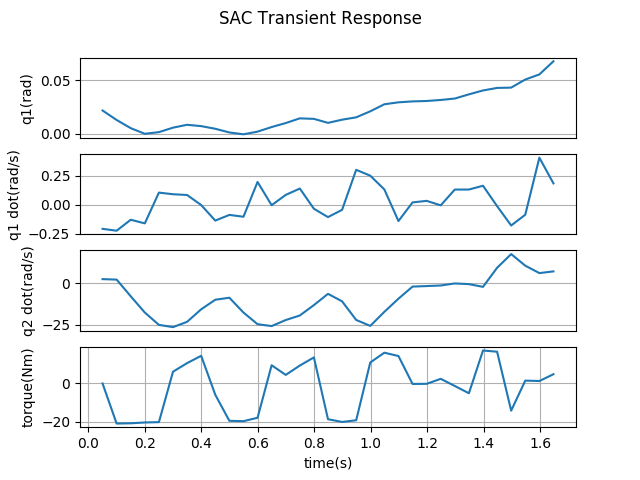 SAC Transient Response
0.05
0.00
q1(rad)
0.25
0.00
−0.25
q1 dot(rad/s)
0
−25
q2 dot(rad/s)
0
−20
torque(Nm)
0.0 0.2 0.4 0.6 0.8 1.0 1.2 1.4 1.6
time(s)